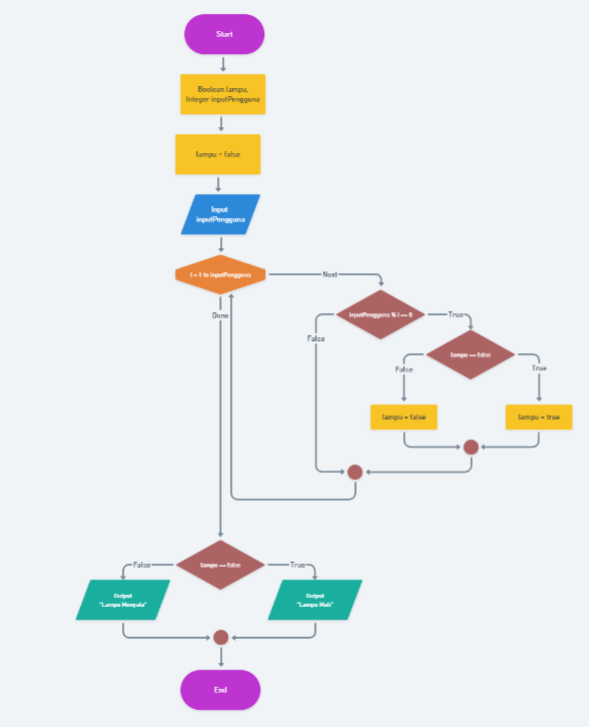 Start
Boolean lampu,
Integer inputPengguna
lampu = false
Input
inputPengguna
i = 1 to inputPengguna
Next
Done
inputPengguna % i == 0
True
False
lampu == false
False
True
lampu = false
lampu = true
lampu == false
False
True
Output
"Lampu Menyala"
Output
"Lampu Mati"
End